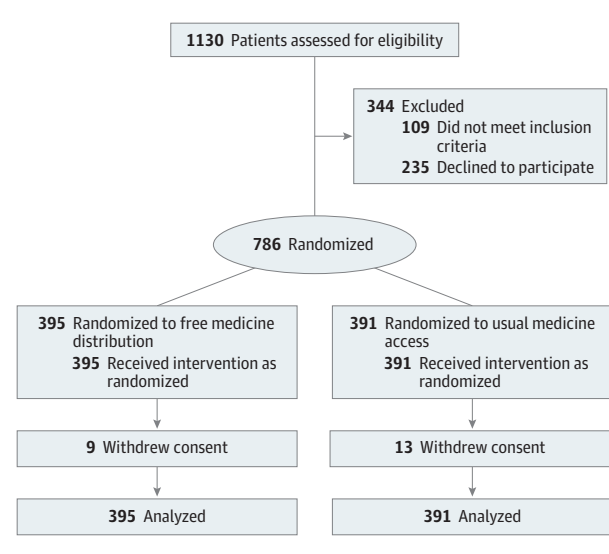 1130 Patients assessed for eligibility
344 Excluded
109 Did not meet inclusion
criteria
235 Declined to participate
786 Randomized
395 Randomized to free medicine
distribution
395 Received intervention as
randomized
391 Randomized to usual medicine
access
391 Received intervention as
randomized
9 Withdrew consent
13 Withdrew consent
395 Analyzed
391 Analyzed